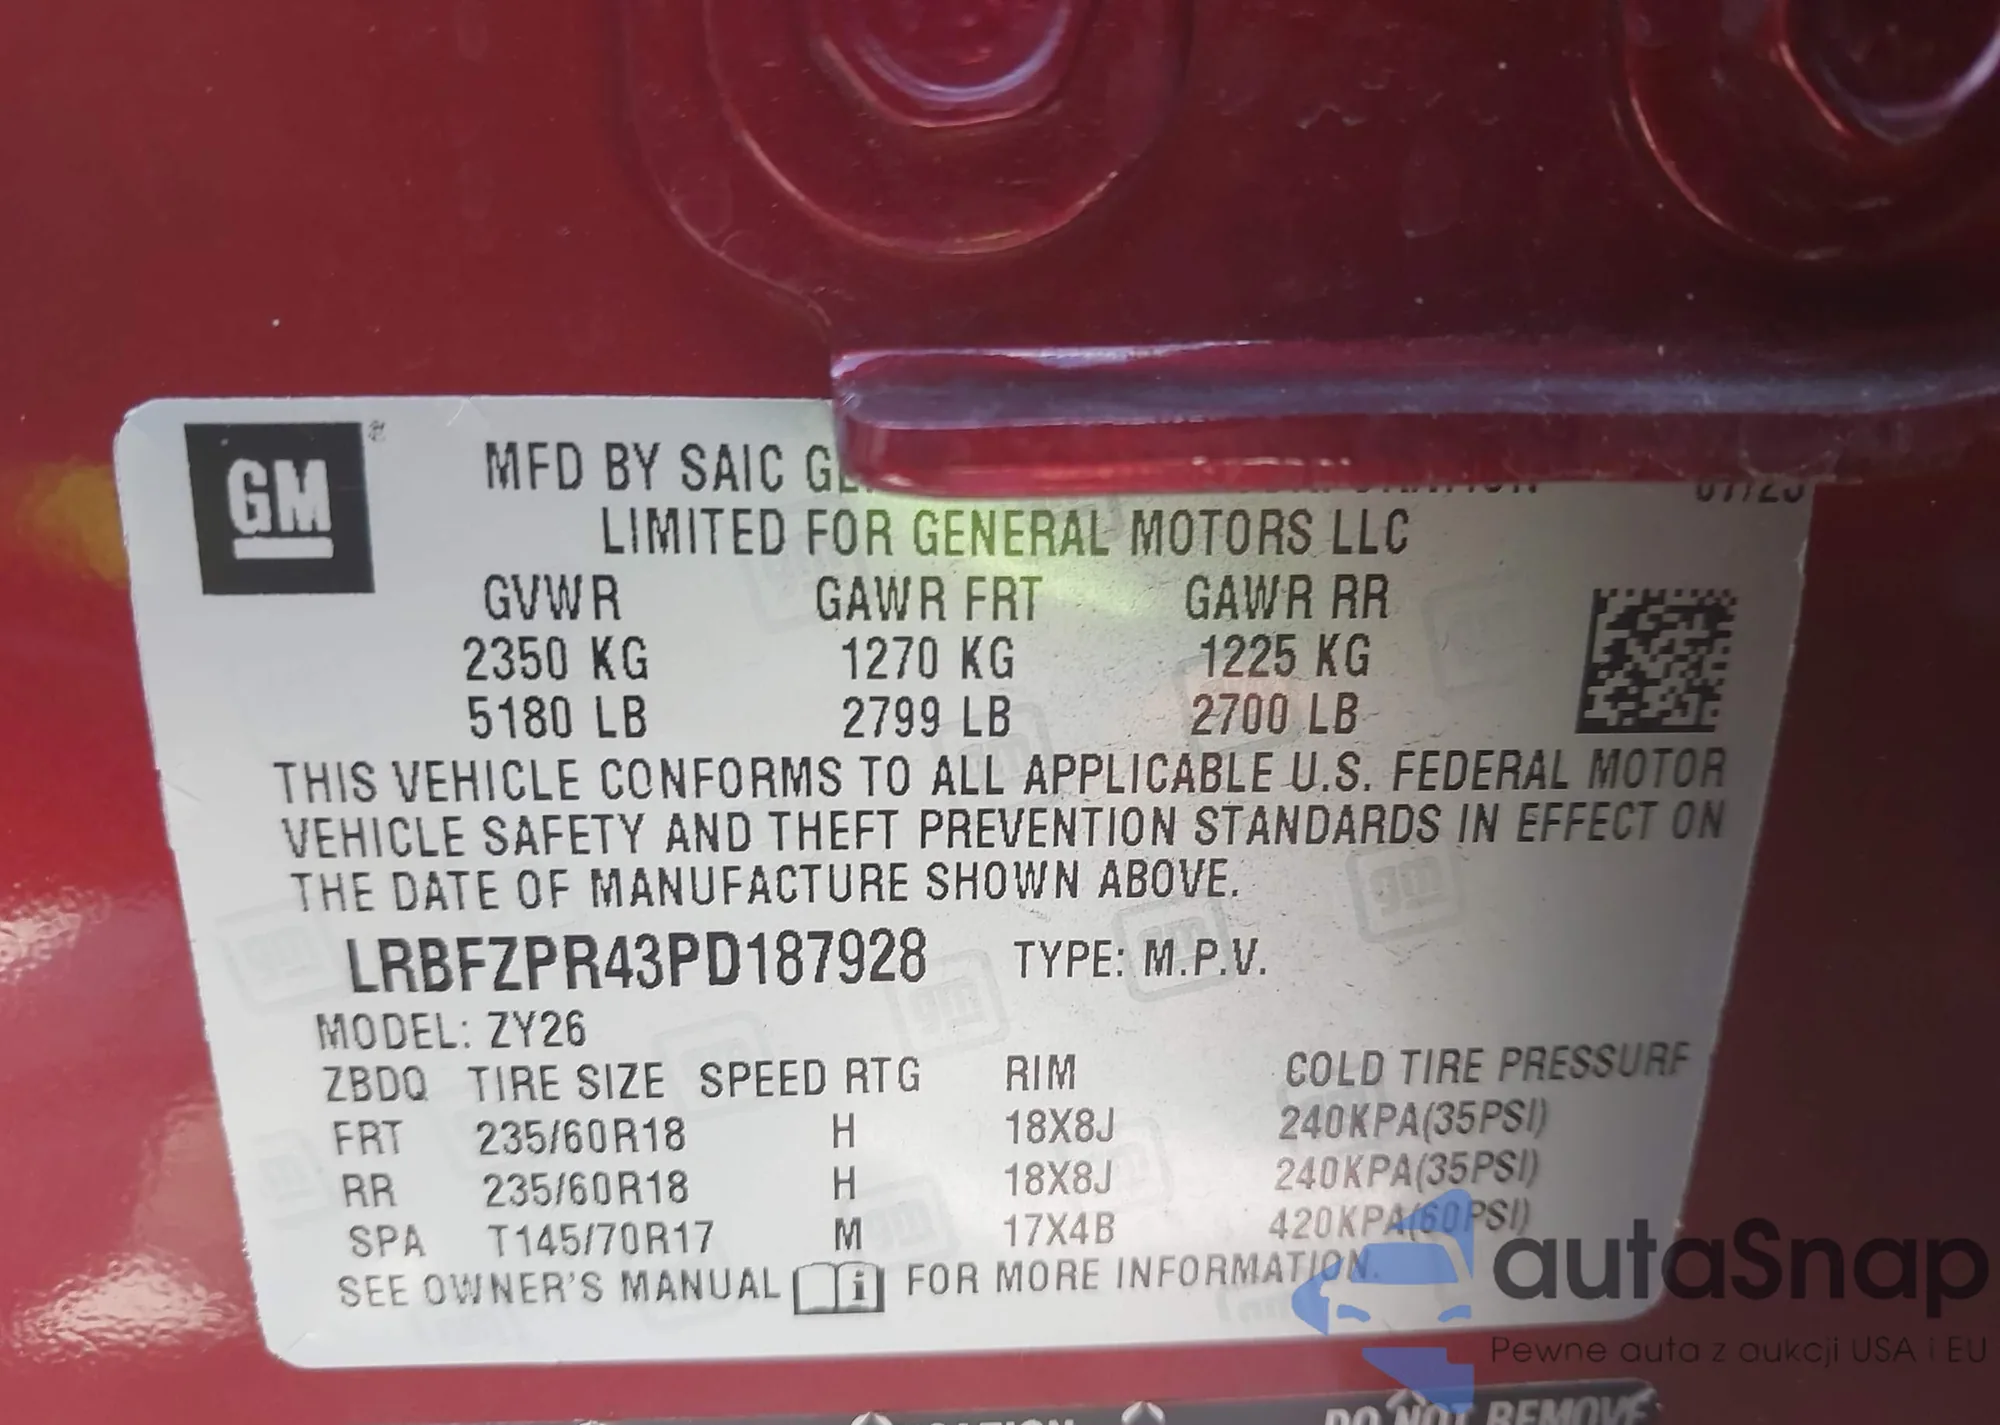 GM
MFD BY SAIC
LIMITED FOR GENERAL MOTORS LLC
GVWR GAWR FRT GAWR RR
2350 KG 1270 KG 1225 KG
5180 LB 2799 LB 2700 LB
THIS VEHICLE CONFORMS TO ALL APPLICABLE U.S. FEDERAL MOTOR
VEHICLE SAFETY AND THEFT PREVENTION STANDARDS IN EFFECT ON
THE DATE OF MANUFACTURE SHOWN ABOVE.
LRBFZPR43PD187928 TYPE: M.P.V.
MODEL: ZY26
ZBDQ TIRE SIZE SPEED RTG RIM COLD TIRE PRESSURE
FRT 235/60R18 H 18X8J 240KPA(35PSI)
RR 235/60R18 H 18X8J 240KPA(35PSI)
SPA T145/70R17 M 17X4B 420KPA(60PSI)
SEE OWNER'S MANUAL i FOR MORE INFORMATION.
autaSnap
Pewne auta z aukcji USA i EU
DO NOT REMOVE